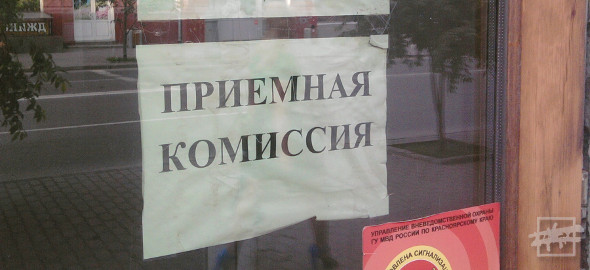 ПРИЕМНАЯ
КОМИССИЯ
УПРАВЛЕНИЕ ВНЕВЕДОМСТВЕННОЙ ОХРАНЫ
ГУ МВД РОССИИ ПО КРАСНОЯРСКОМУ КРАЮ